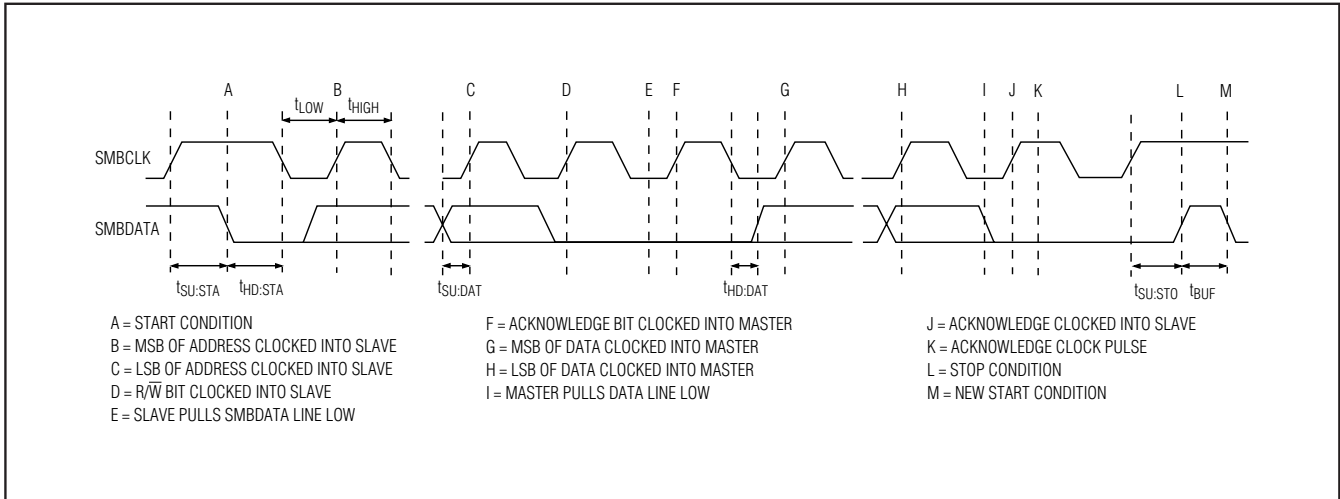 A B C D E F G H I J K L M
tLOW tHIGH
SMBCLK
SMBDATA
tSU:STA tHD:STA tSU:DAT tHD:DAT tSU:STO tBUF
A = START CONDITION
B = MSB OF ADDRESS CLOCKED INTO SLAVE
C = LSB OF ADDRESS CLOCKED INTO SLAVE
D = R/W̅ BIT CLOCKED INTO SLAVE
E = SLAVE PULLS SMBDATA LINE LOW
F = ACKNOWLEDGE BIT CLOCKED INTO MASTER
G = MSB OF DATA CLOCKED INTO MASTER
H = LSB OF DATA CLOCKED INTO MASTER
I = MASTER PULLS DATA LINE LOW
J = ACKNOWLEDGE CLOCKED INTO SLAVE
K = ACKNOWLEDGE CLOCK PULSE
L = STOP CONDITION
M = NEW START CONDITION